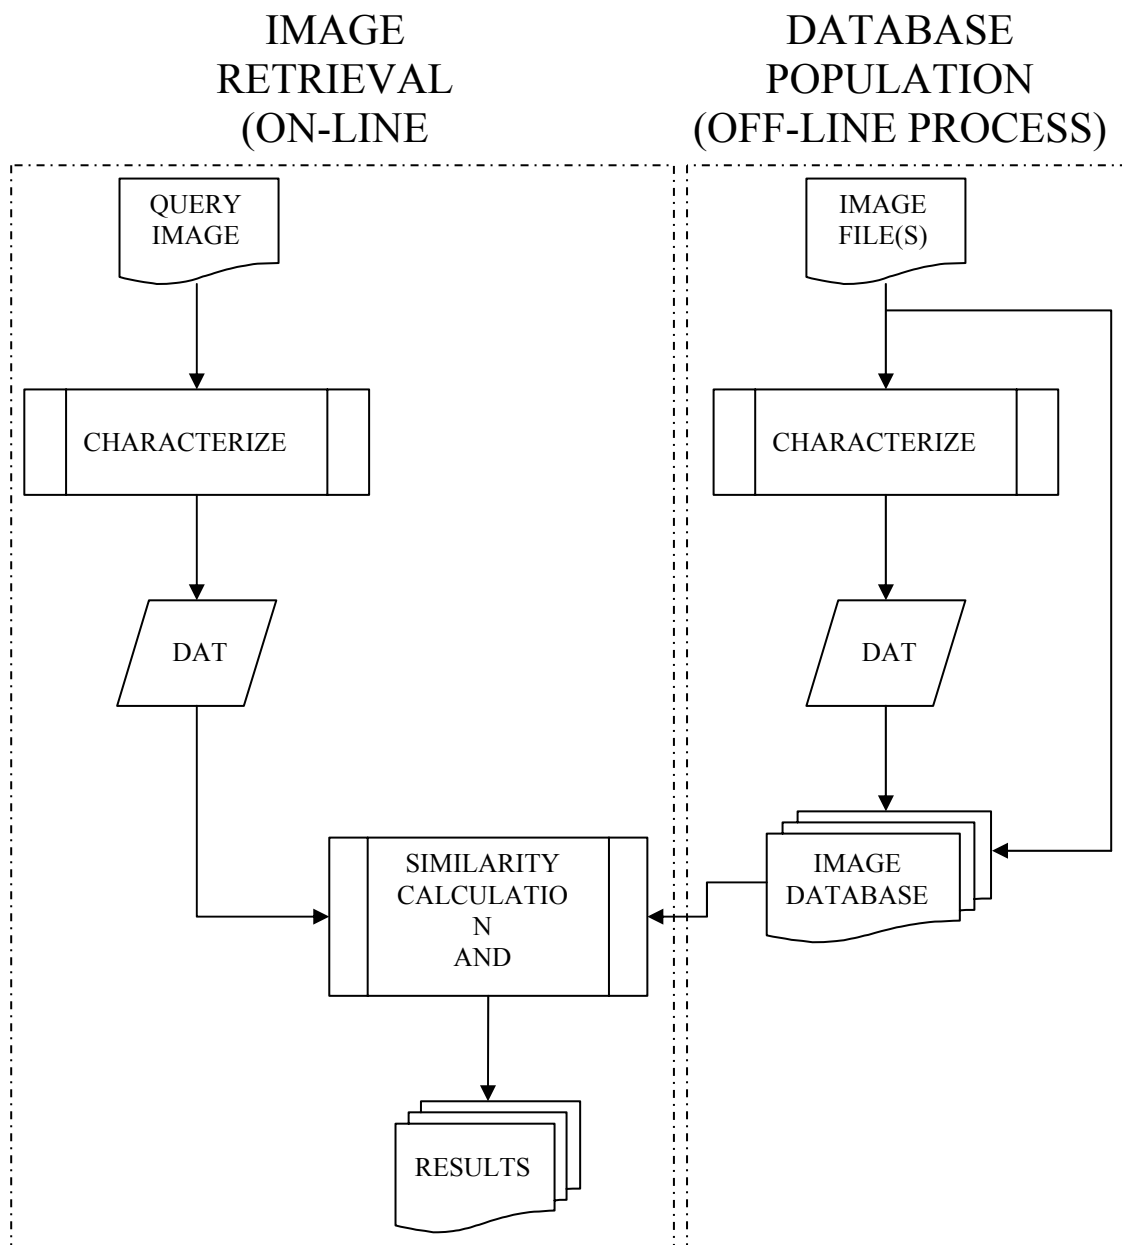 IMAGE
RETRIEVAL
(ON-LINE
DATABASE
POPULATION
(OFF-LINE PROCESS)
QUERY
IMAGE
CHARACTERIZE
DAT
SIMILARITY
CALCULATIO
N
AND
RESULTS
IMAGE
FILE(S)
CHARACTERIZE
DAT
IMAGE
DATABASE